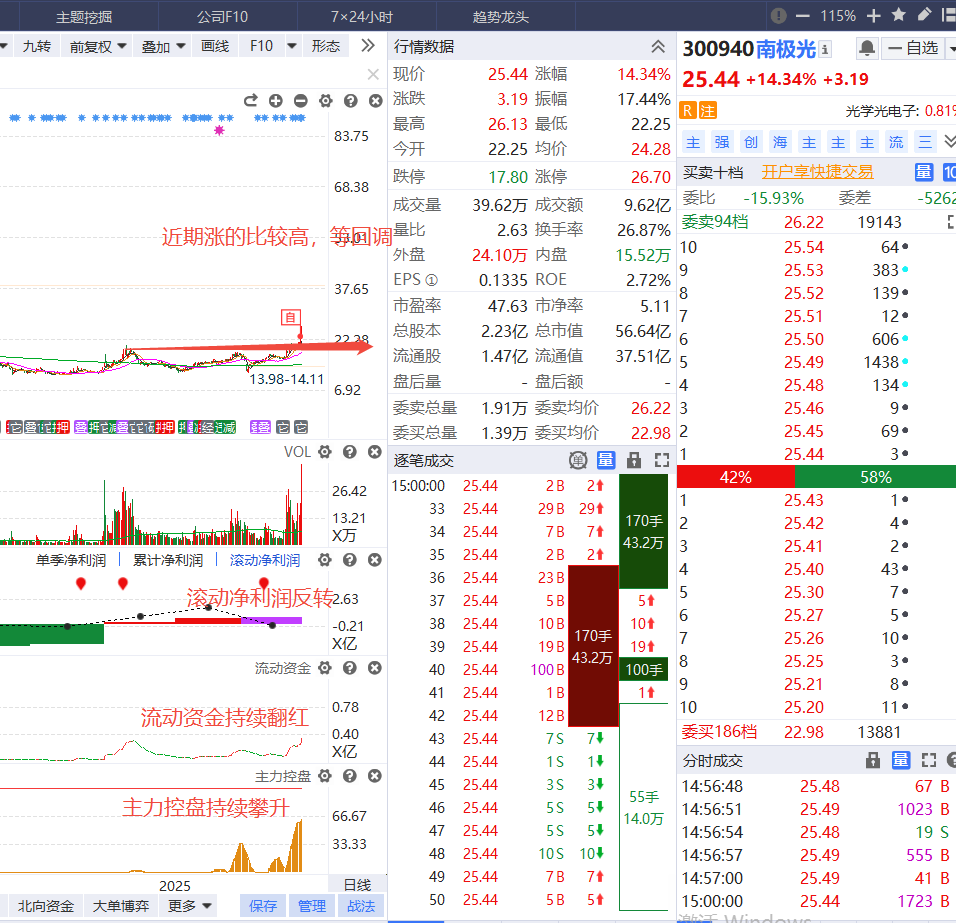 主题挖掘 公司F10 7×24小时 趋势龙头 115%
九转 前复权 叠加 画线 F10 形态
83.75
68.38
53.01
近期涨的比较高，等回调
37.65
自
22.28
13.98-14.11
6.92
VOL
26.42
13.21
X万
单季净利润 累计净利润 滚动净利润
滚动净利润反转
2.63
-0.21
X亿
流动资金
0.78
流动资金持续翻红
0.40
X亿
主力控盘
主力控盘持续攀升
66.67
33.33
2025 日线
北向资金 大单博弈 更多 保存 管理 战法
行情数据
现价 25.44 涨幅 14.34%
涨跌 3.19 振幅 17.44%
最高 26.13 最低 22.25
今开 22.25 均价 24.28
跌停 17.80 涨停 26.70
成交量 39.62万 成交额 9.62亿
量比 2.63 换手率 26.87%
外盘 24.10万 内盘 15.52万
EPS ① 0.1335 ROE 2.72%
市盈率 47.63 市净率 5.11
总股本 2.23亿 总市值 56.64亿
流通股 1.47亿 流通值 37.51亿
盘后量 - 盘后额 -
委卖总量 1.91万 委卖均价 26.22
委买总量 1.39万 委买均价 22.98
逐笔成交 单 量
15:00:00 25.44 2B 2
33 25.44 29B 29
34 25.44 7B 7
35 25.44 2B 2
36 25.44 23B
37 25.44 5B 5
38 25.44 10B 10
39 25.44 19B 19
40 25.44 100B 100手
41 25.44 1B 1
42 25.44 12B
43 25.44 7S 7
44 25.44 1S 1
45 25.44 3S 3
46 25.44 5S 5
47 25.44 5S 5
48 25.44 10S 10
49 25.44 7B 7
50 25.44 5B 5
170手
43.2万
170手
43.2万
55手
14.0万
300940 南极光 自选
25.44 +14.34% +3.19
R 注 光学光电子: 0.81%
主 强 创 海 主 主 主 流 三
买卖十档 开户享快捷交易 量 10
委比 -15.93% 委差 -5262
委卖94档 26.22 19143
10 25.54 64
9 25.53 383
8 25.52 139
7 25.51 12
6 25.50 606
5 25.49 1438
4 25.48 134
3 25.46 9
2 25.45 69
1 25.44 3
42% 58%
1 25.43 1
2 25.42 4
3 25.41 2
4 25.40 43
5 25.30 7
6 25.27 5
7 25.26 10
8 25.25 3
9 25.21 8
10 25.20 11
委买186档 22.98 13881
分时成交 量
14:56:48 25.48 67 B
14:56:51 25.49 1023 B
14:56:54 25.48 19 S
14:56:57 25.49 555 B
14:57:00 25.49 41 B
15:00:00 25.44 1723 B
激活 Windows